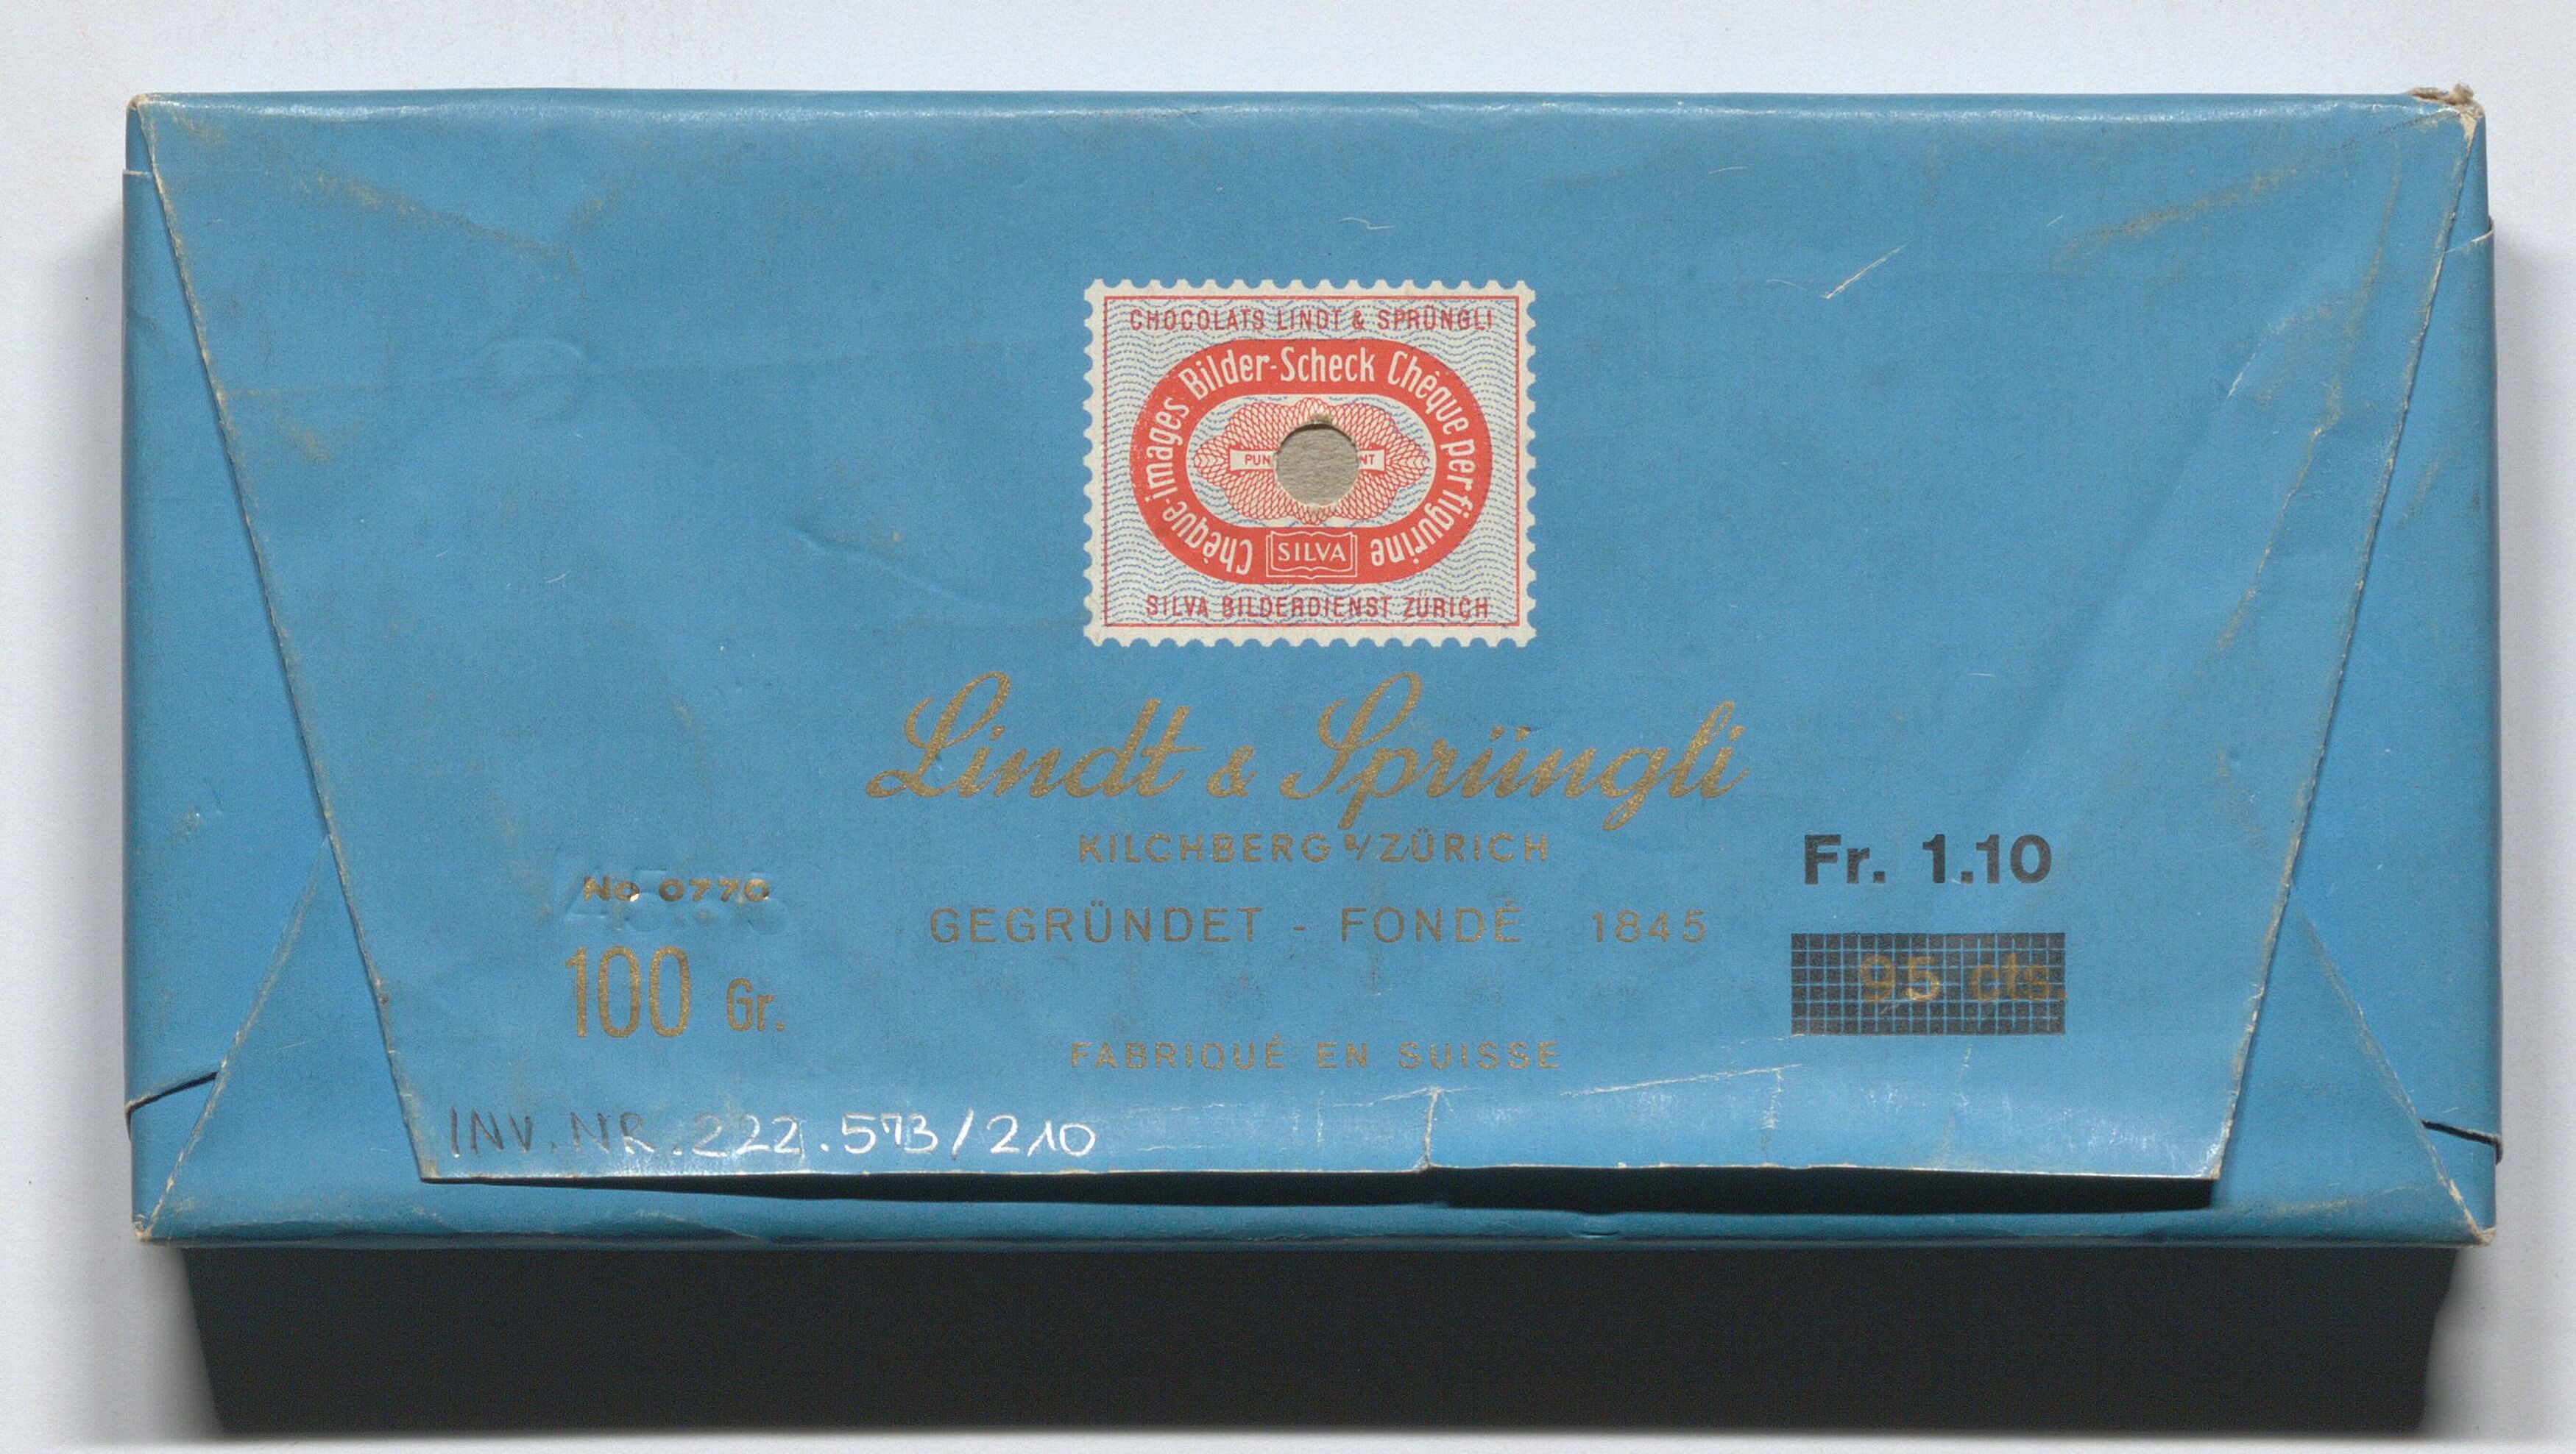 CHOCOLATS LINDT & SPRÜNGLI
Chèque-images Bilder-Scheck Chèque per figurine
SILVA
SILVA BILDERDIENST ZÜRICH
Lindt & Sprüngli
KILCHBERG b/ZÜRICH
No 0770
Fr. 1.10
GEGRÜNDET - FONDÉ 1845
100 Gr.
95 cts.
FABRIQUÉ EN SUISSE
INV. NR. 222.573/210